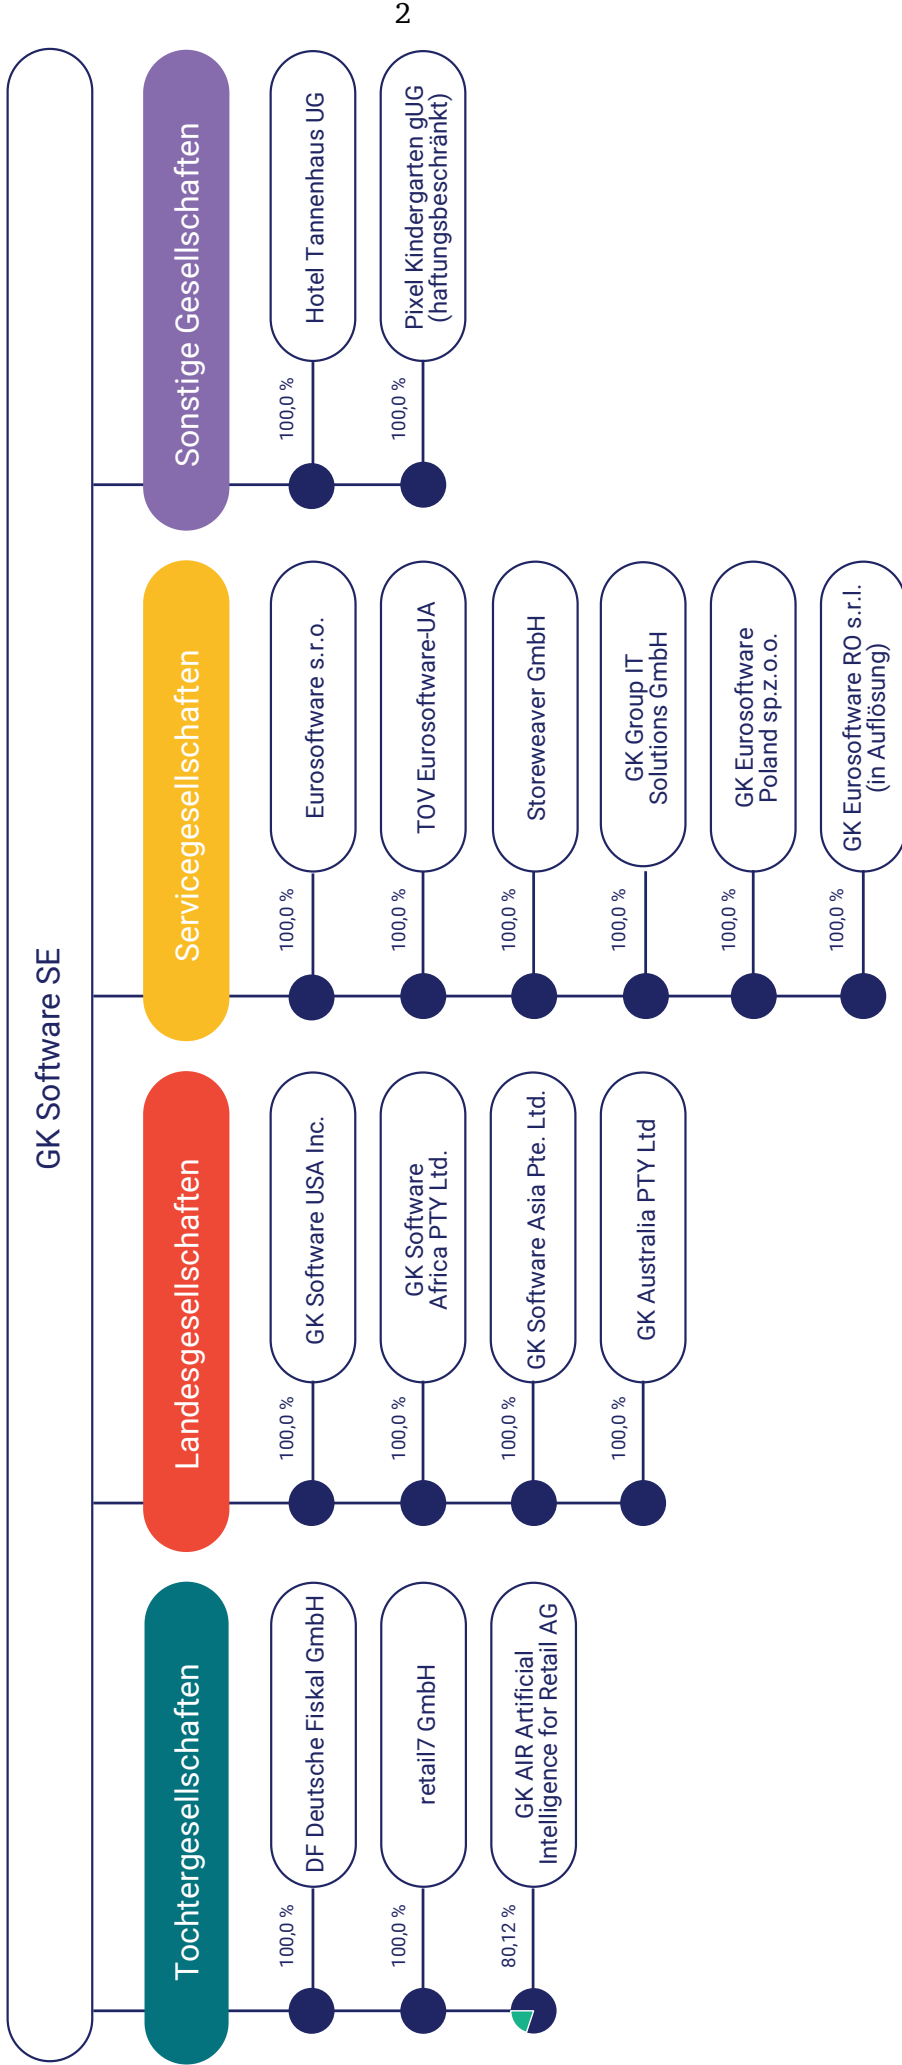 2
GK Software SE
Tochtergesellschaften
100,0 %
DF Deutsche Fiskal GmbH
100,0 %
retail7 GmbH
80,12 %
GK AIR Artificial
Intelligence for Retail AG
Landesgesellschaften
100,0 %
GK Software USA Inc.
100,0 %
GK Software
Africa PTY Ltd.
100,0 %
GK Software Asia Pte. Ltd.
100,0 %
GK Australia PTY Ltd
Servicegesellschaften
100,0 %
Eurosoftware s.r.o.
100,0 %
TOV Eurosoftware-UA
100,0 %
Storeweaver GmbH
100,0 %
GK Group IT
Solutions GmbH
100,0 %
GK Eurosoftware
Poland sp.z.o.o.
100,0 %
GK Eurosoftware RO s.r.l.
(in Auflösung)
Sonstige Gesellschaften
100,0 %
Hotel Tannenhaus UG
100,0 %
Pixel Kindergarten gUG
(haftungsbeschränkt)